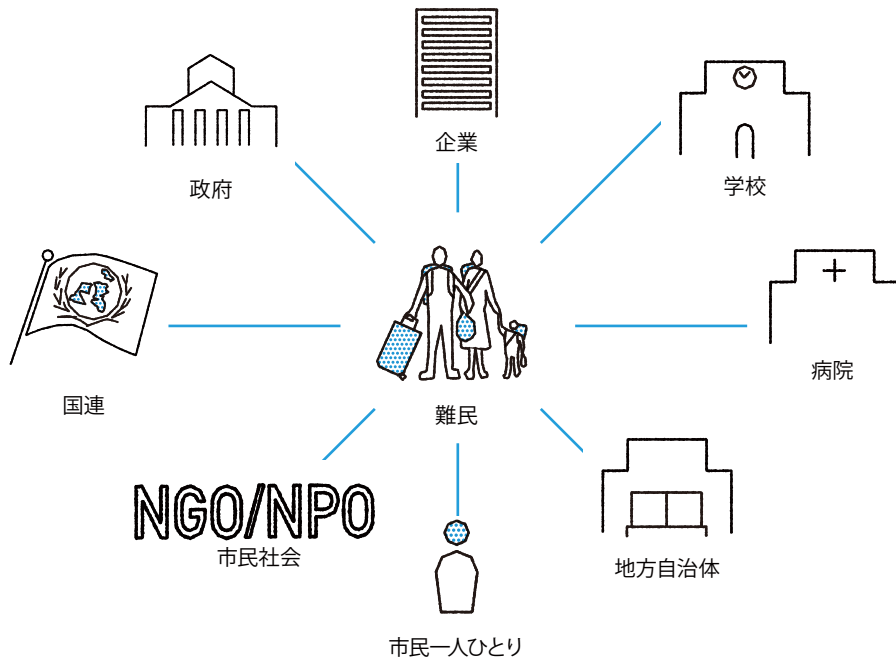 企業
政府
学校
国連
難民
病院
NGO/NPO
市民社会
地方自治体
市民一人ひとり